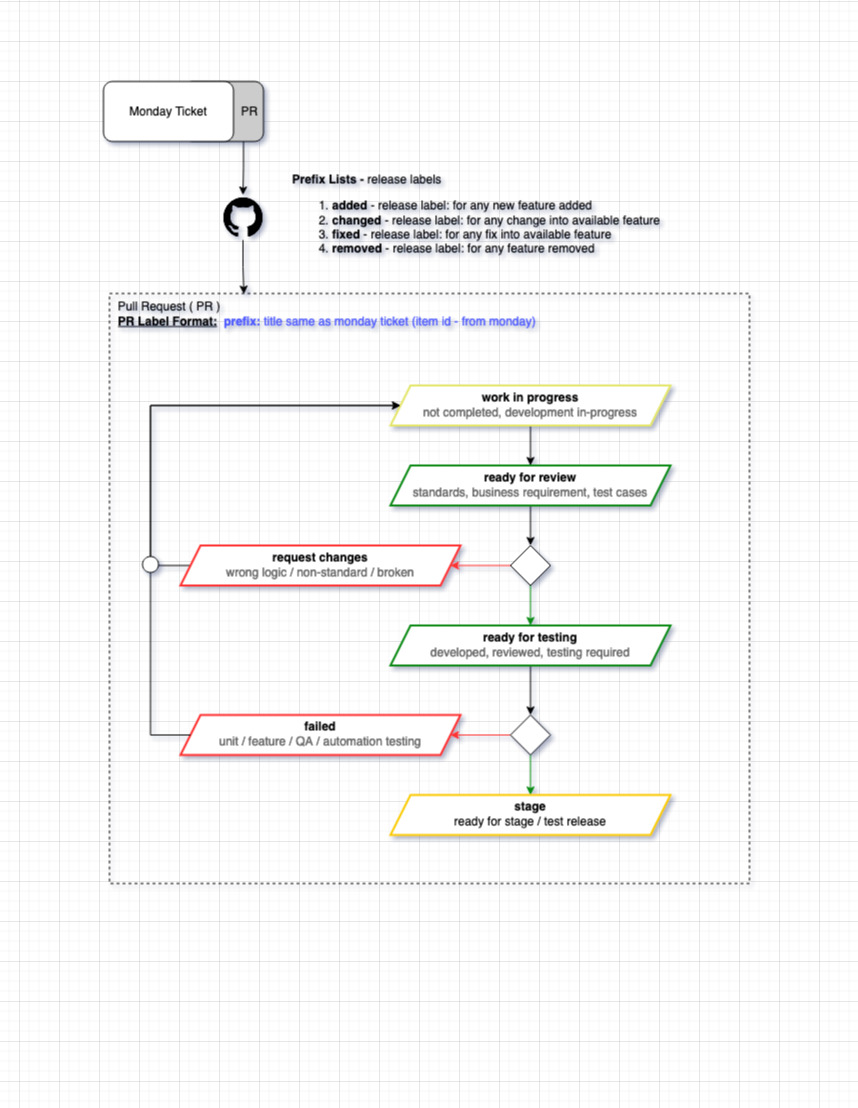 Monday Ticket
PR
Prefix Lists - release labels
1. added - release label: for any new feature added
2. changed - release label: for any change into available feature
3. fixed - release label: for any fix into available feature
4. removed - release label: for any feature removed
Pull Request ( PR )
PR Label Format: prefix: title same as monday ticket (item id - from monday)
work in progress
not completed, development in-progress
ready for review
standards, business requirement, test cases
request changes
wrong logic / non-standard / broken
ready for testing
developed, reviewed, testing required
failed
unit / feature / QA / automation testing
stage
ready for stage / test release